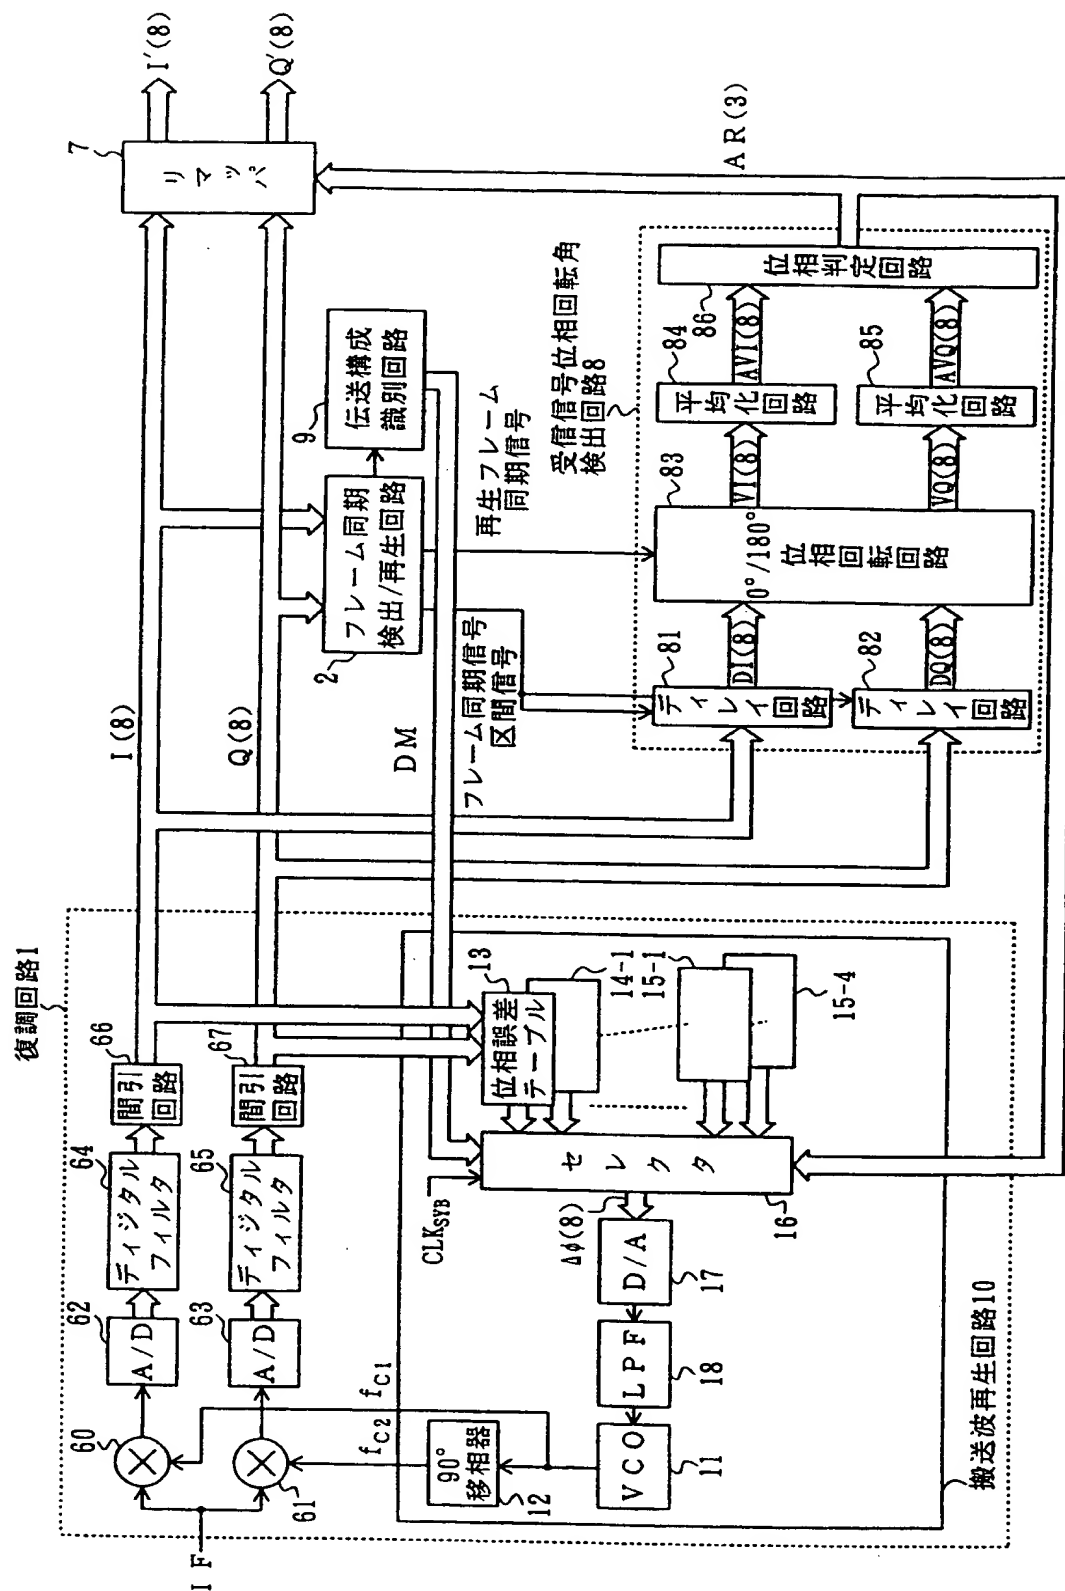 復調回路1
IF
60
61
62
A/D
63
A/D
64
ディジタル
フィルタ
65
ディジタル
フィルタ
66
間引
回路
67
間引
回路
I(8)
Q(8)
7
リマッパ
I'(8)
Q'(8)
2
フレーム同期
検出/再生回路
9
伝送構成
識別回路
DM
フレーム同期信号
区間信号
再生フレーム
同期信号
受信信号位相回転角
検出回路8
81
ディレイ回路
82
ディレイ回路
DI(8)
DQ(8)
83
0°/180°
位相回転回路
VI(8)
VQ(8)
84
平均化回路
85
平均化回路
AVI(8)
AVQ(8)
86
位相判定回路
AR(3)
fC1
fC2
90°
移相器
12
VCO
11
LPF
18
D/A
17
Δφ(8)
CLKSYB
セレクタ
16
13
位相誤差
テーブル
14-1
15-1
15-4
搬送波再生回路10